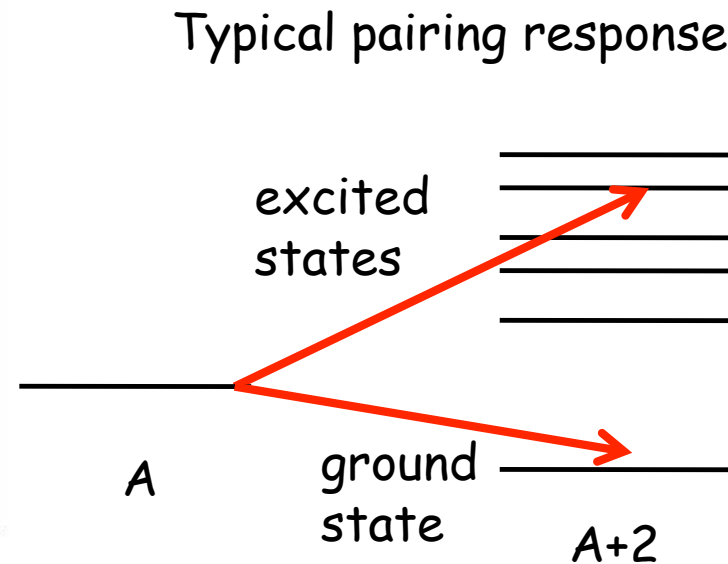 Typical pairing response
excited
states
A
ground
state
A+2